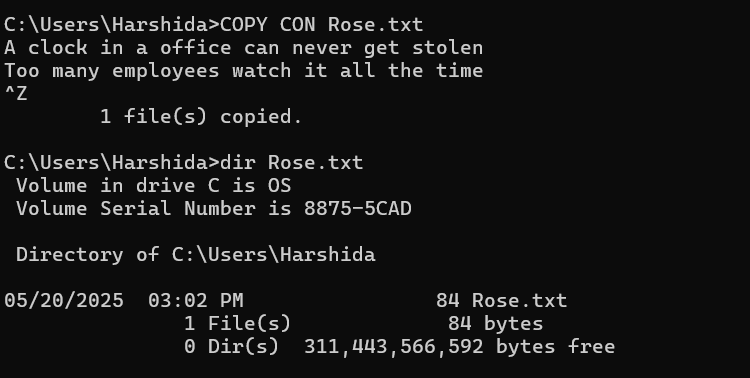 C:\Users\Harshida>COPY CON Rose.txt
A clock in a office can never get stolen
Too many employees watch it all the time
^Z
        1 file(s) copied.

C:\Users\Harshida>dir Rose.txt
 Volume in drive C is OS
 Volume Serial Number is 8875-5CAD

 Directory of C:\Users\Harshida

05/20/2025  03:02 PM                84 Rose.txt
               1 File(s)             84 bytes
               0 Dir(s)  311,443,566,592 bytes free